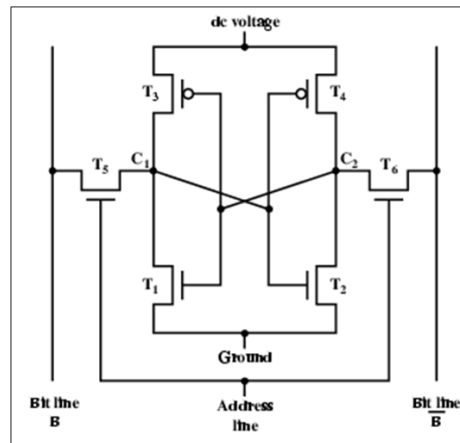 dc voltage
T3
T4
T5
C1
C2
T6
T1
T2
Ground
Bit line
B
Address
line
Bit line
B̅